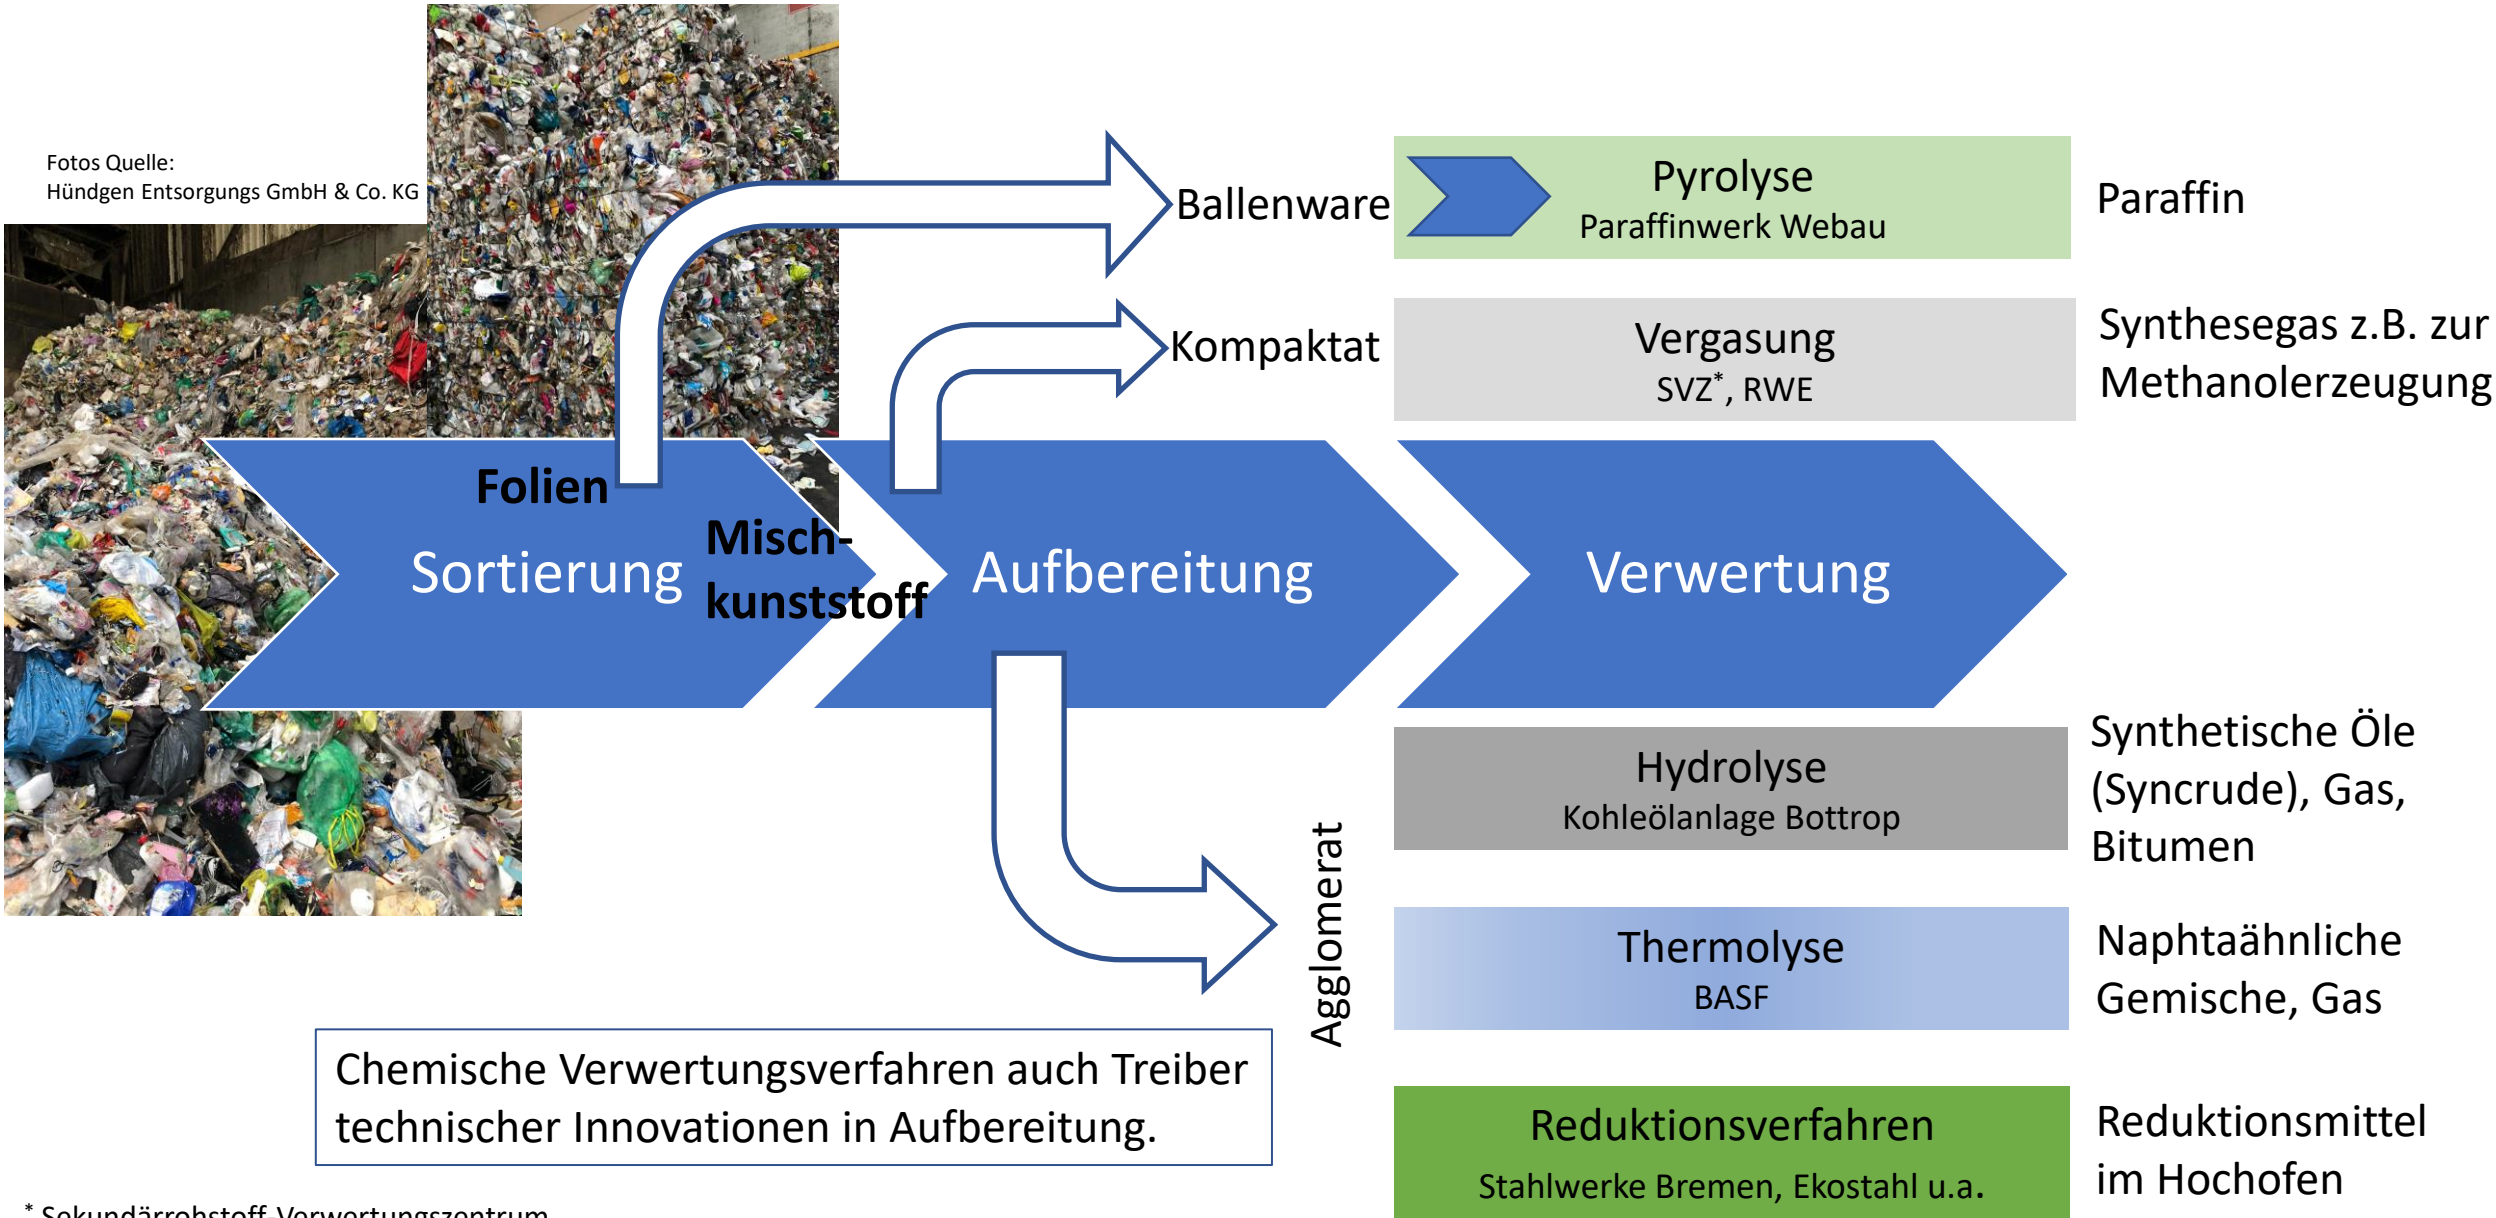 Fotos Quelle:
Hündgen Entsorgungs GmbH & Co. KG
Ballenware
Pyrolyse
Paraffinwerk Webau
Paraffin
Kompaktat
Vergasung
SVZ*, RWE
Synthesegas z.B. zur
Methanolerzeugung
Folien
Sortierung
Misch-
kunststoff
Aufbereitung
Verwertung
Agglomerat
Hydrolyse
Kohleölanlage Bottrop
Synthetische Öle
(Syncrude), Gas,
Bitumen
Thermolyse
BASF
Naphtaähnliche
Gemische, Gas
Reduktionsverfahren
Stahlwerke Bremen, Ekostahl u.a.
Reduktionsmittel
im Hochofen
Chemische Verwertungsverfahren auch Treiber
technischer Innovationen in Aufbereitung.
* Sekundärrohstoff-Verwertungszentrum